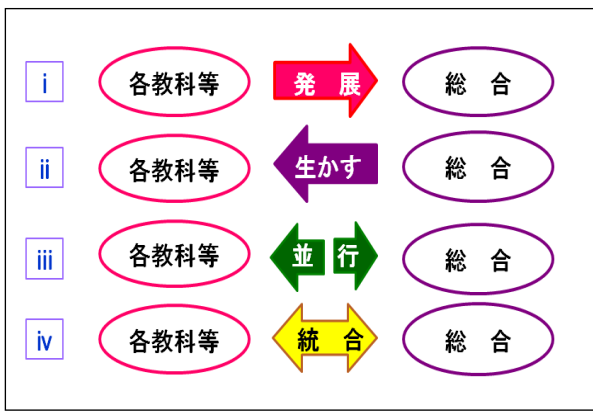 ⅰ 各教科等 発 展 総 合
ⅱ 各教科等 生かす 総 合
ⅲ 各教科等 並 行 総 合
ⅳ 各教科等 統 合 総 合